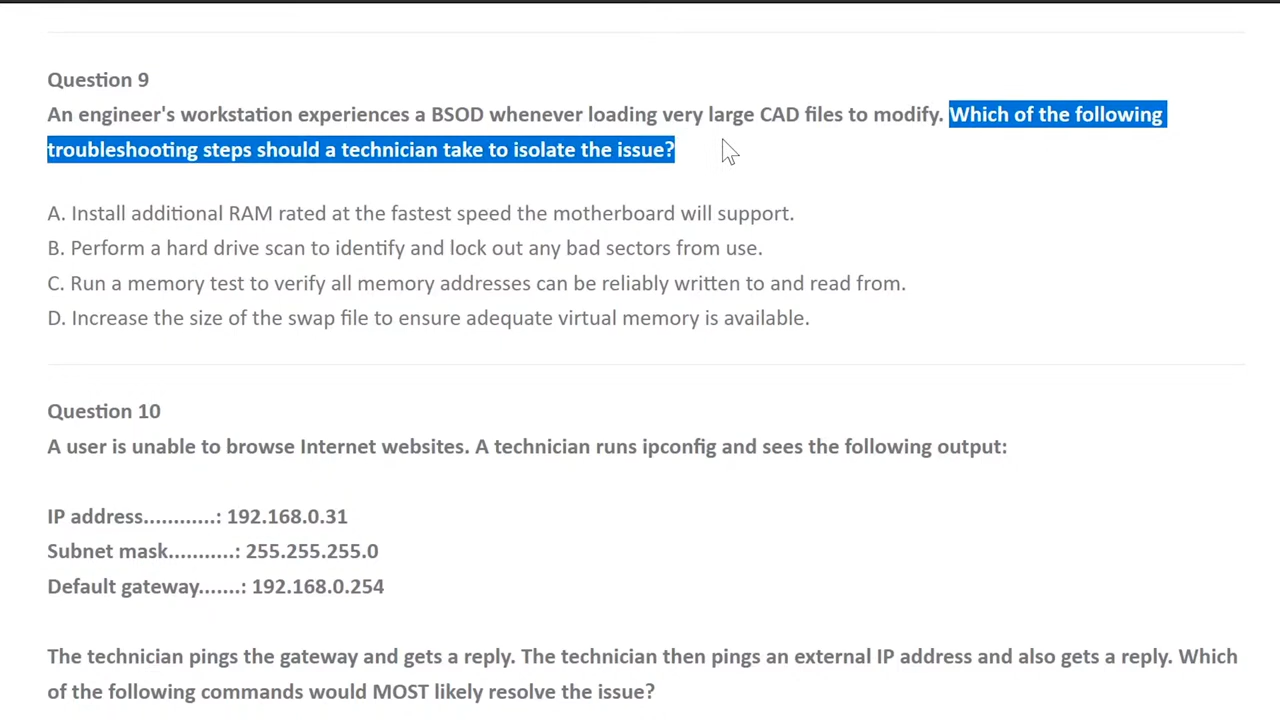 Question 9
An engineer's workstation experiences a BSOD whenever loading very large CAD files to modify. Which of the following
troubleshooting steps should a technician take to isolate the issue?
A. Install additional RAM rated at the fastest speed the motherboard will support.
B. Perform a hard drive scan to identify and lock out any bad sectors from use.
C. Run a memory test to verify all memory addresses can be reliably written to and read from.
D. Increase the size of the swap file to ensure adequate virtual memory is available.
Question 10
A user is unable to browse Internet websites. A technician runs ipconfig and sees the following output:
IP address............: 192.168.0.31
Subnet mask...........: 255.255.255.0
Default gateway.......: 192.168.0.254
The technician pings the gateway and gets a reply. The technician then pings an external IP address and also gets a reply. Which
of the following commands would MOST likely resolve the issue?